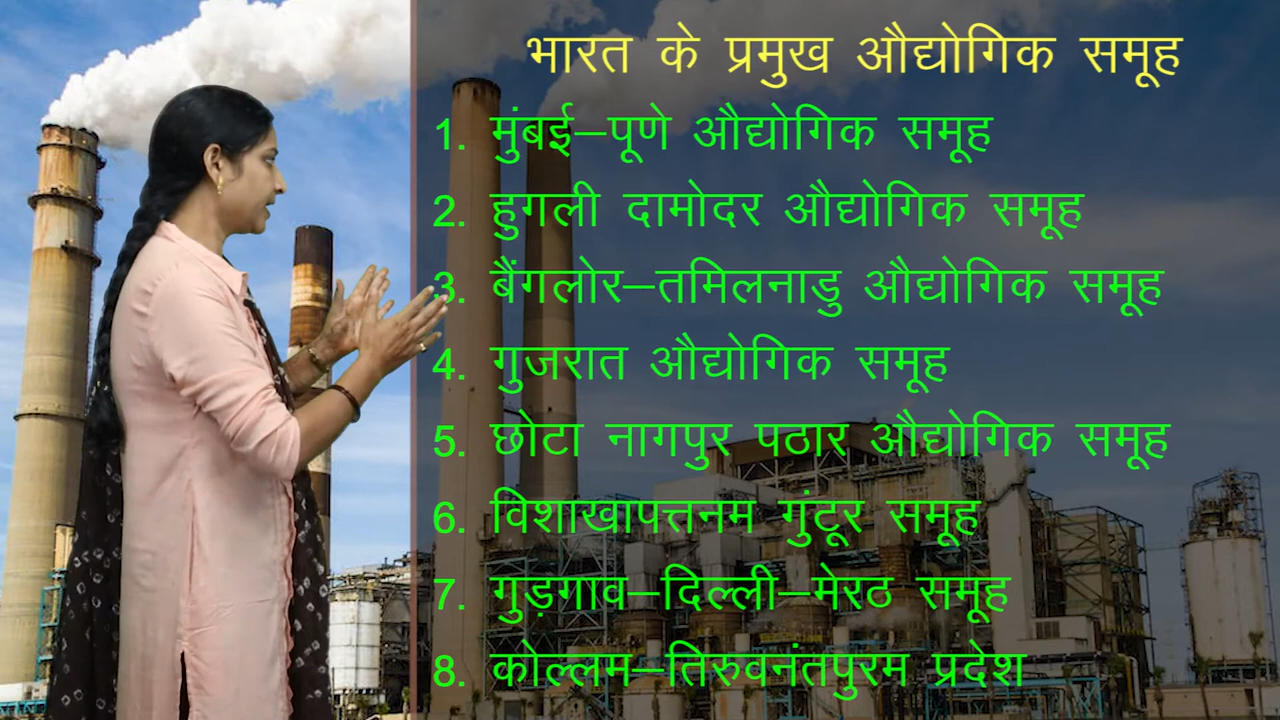 भारत के प्रमुख औद्योगिक समूह
1. मुंबई–पूणे औद्योगिक समूह
2. हुगली दामोदर औद्योगिक समूह
3. बैंगलोर–तमिलनाडु औद्योगिक समूह
4. गुजरात औद्योगिक समूह
5. छोटा नागपुर पठार औद्योगिक समूह
6. विशाखापत्तनम गुंटूर समूह
7. गुड़गाव–दिल्ली–मेरठ समूह
8. कोल्लम–तिरुवनंतपुरम प्रदेश